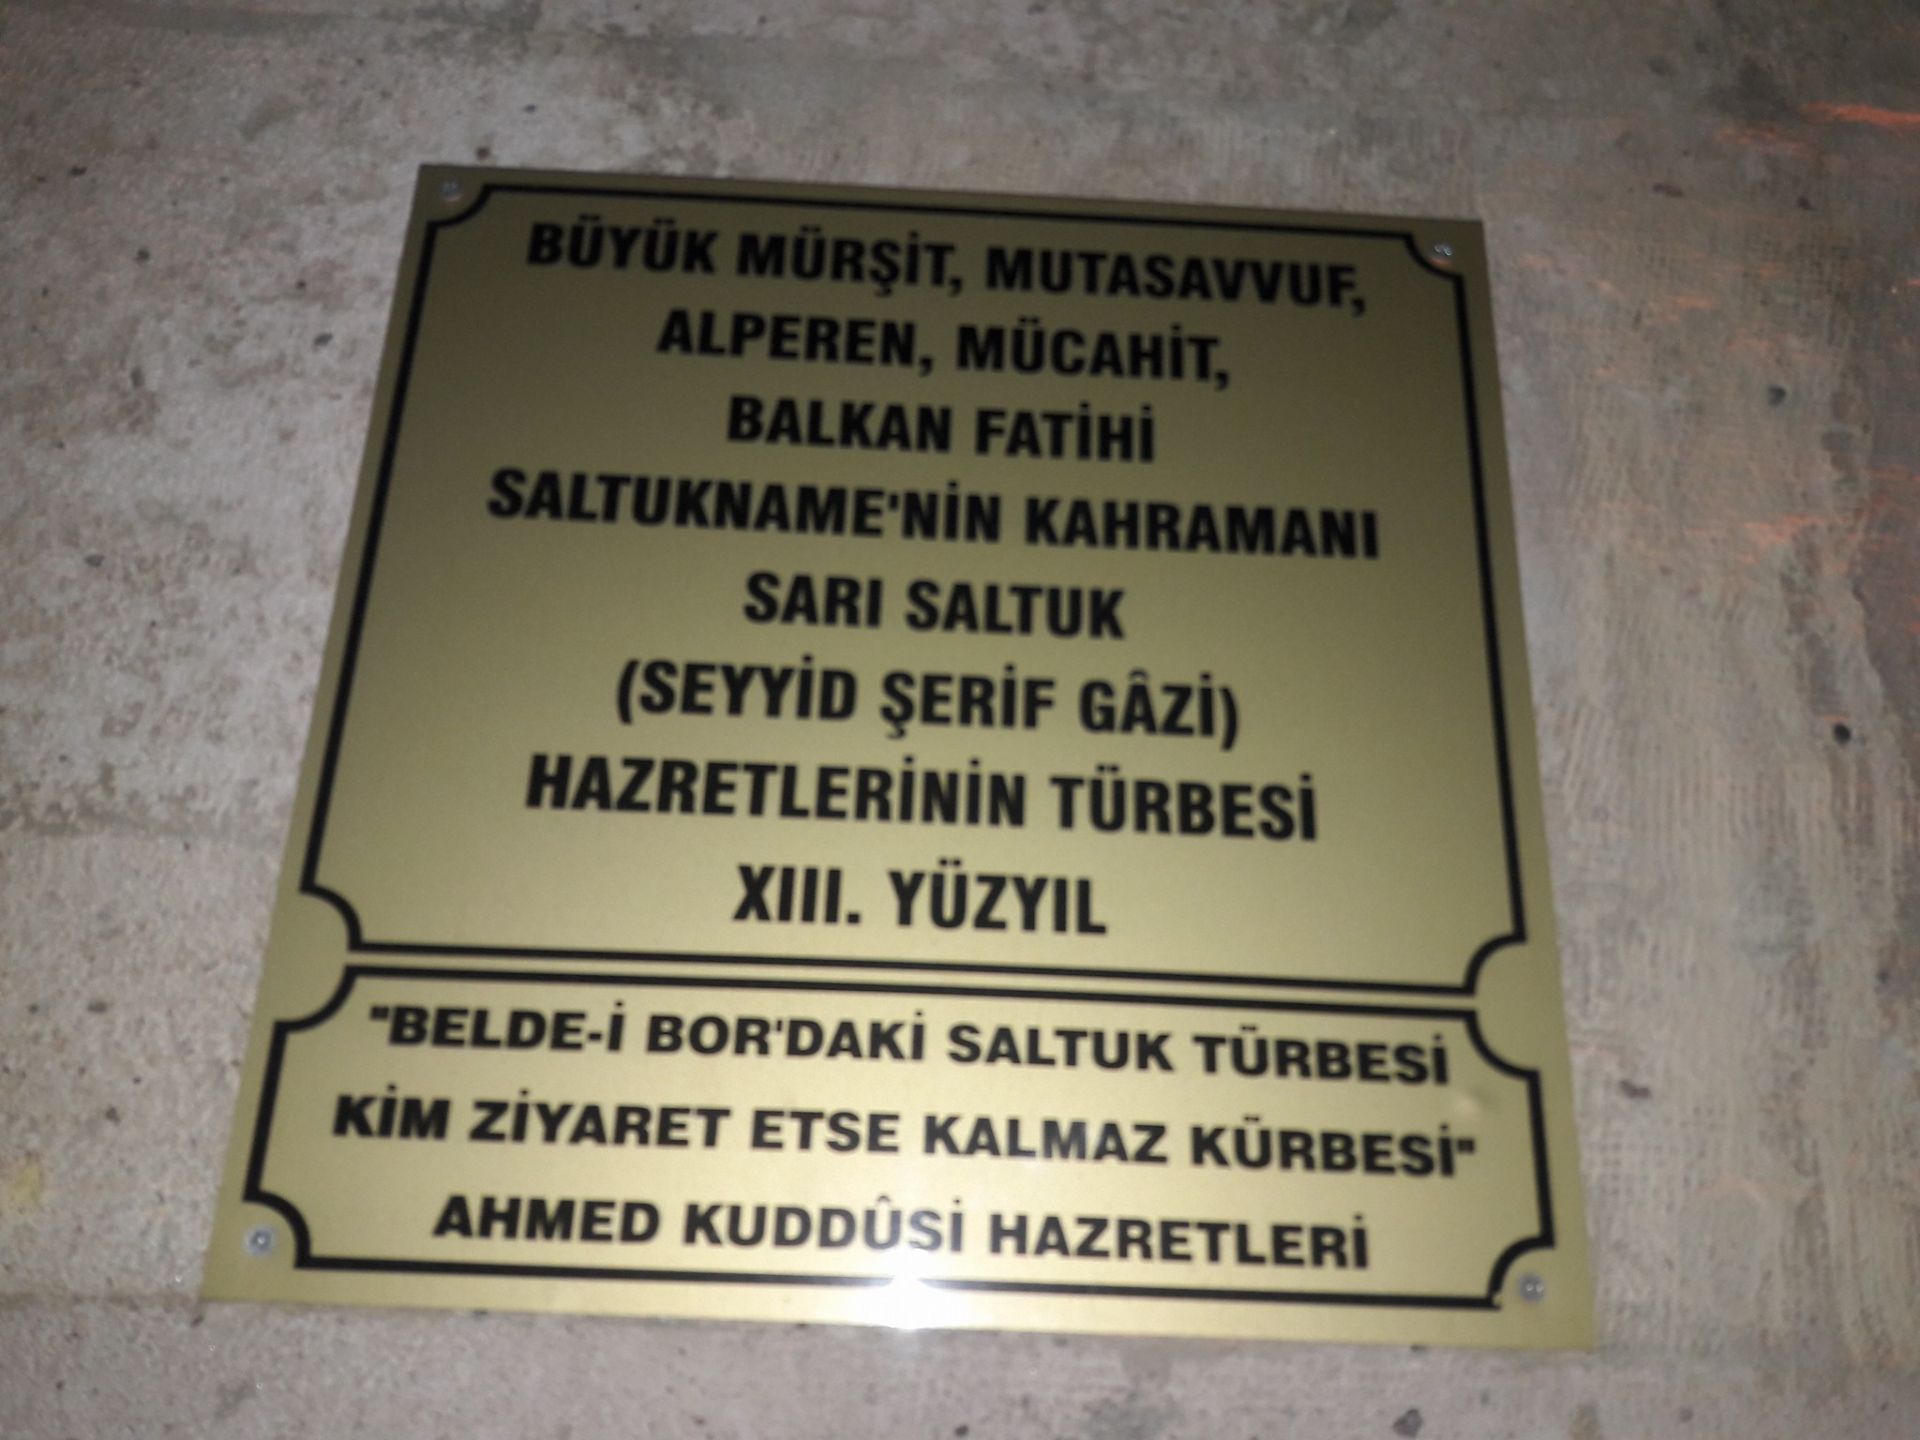 BÜYÜK MÜRŞİT, MUTASAVVUF,
ALPEREN, MÜCAHİT,
BALKAN FATİHİ
SALTUKNAME'NİN KAHRAMANI
SARI SALTUK
(SEYYİD ŞERİF GÂZİ)
HAZRETLERİNİN TÜRBESİ
XIII. YÜZYIL
"BELDE-İ BOR'DAKİ SALTUK TÜRBESİ
KİM ZİYARET ETSE KALMAZ KÜRBESİ"
AHMED KUDDÛSİ HAZRETLERİ